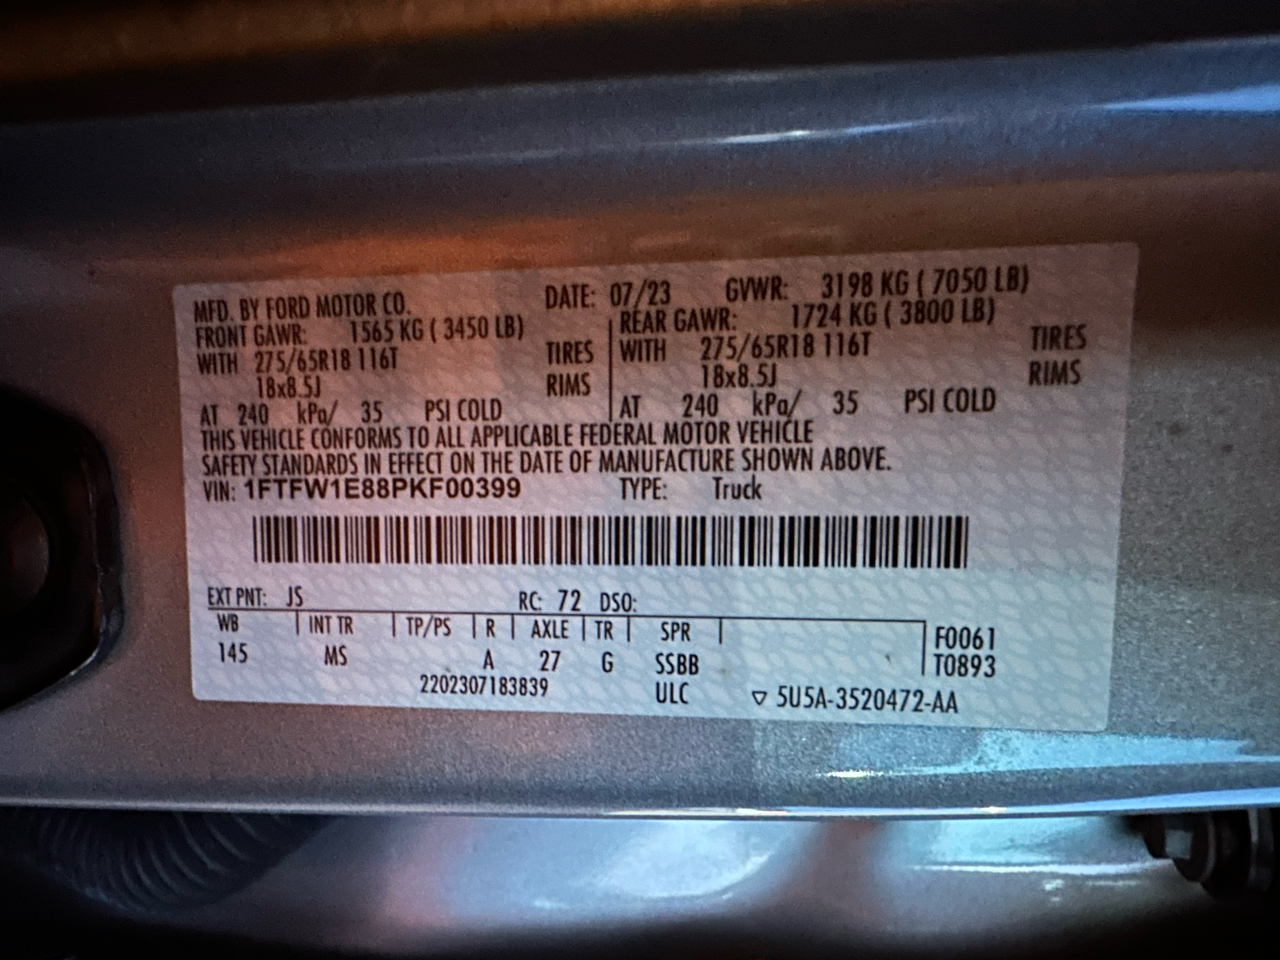 MFD. BY FORD MOTOR CO. DATE: 07/23 GVWR: 3198 KG ( 7050 LB)
FRONT GAWR: 1565 KG ( 3450 LB) REAR GAWR: 1724 KG ( 3800 LB)
WITH 275/65R18 116T TIRES WITH 275/65R18 116T TIRES
18x8.5J RIMS 18x8.5J RIMS
AT 240 kPa/ 35 PSI COLD AT 240 kPa/ 35 PSI COLD
THIS VEHICLE CONFORMS TO ALL APPLICABLE FEDERAL MOTOR VEHICLE
SAFETY STANDARDS IN EFFECT ON THE DATE OF MANUFACTURE SHOWN ABOVE.
VIN: 1FTFW1E88PKF00399 TYPE: Truck
EXT PNT: JS RC: 72 DSO:
WB INT TR TP/PS R AXLE TR SPR F0061
145 MS A 27 G SSBB T0893
2202307183839 ULC ▽ 5U5A-3520472-AA